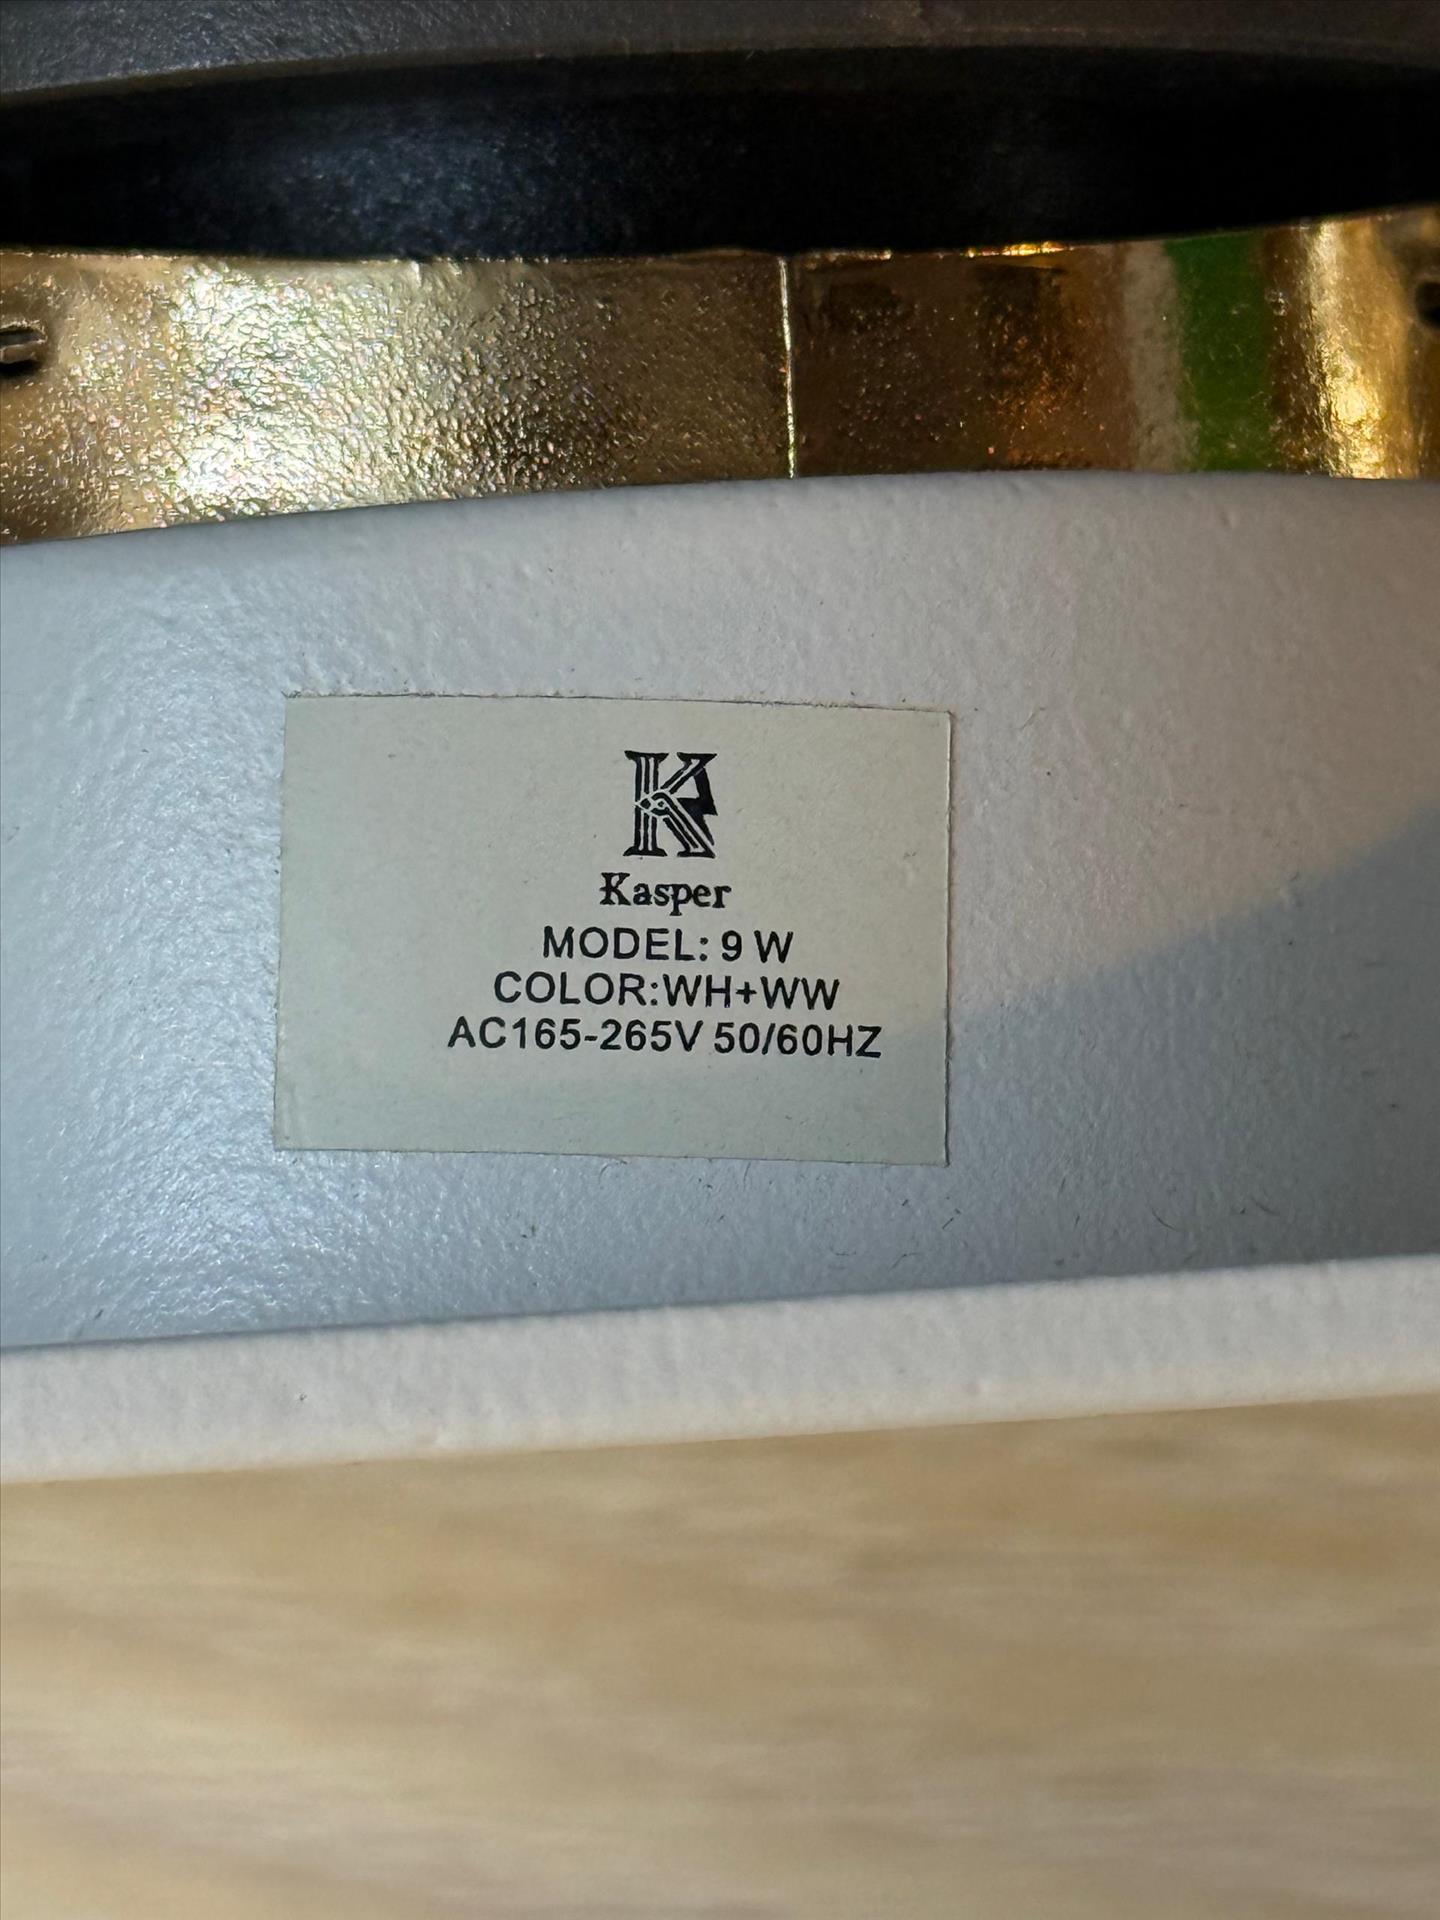 Kasper
MODEL: 9 W
COLOR:WH+WW
AC165-265V 50/60HZ